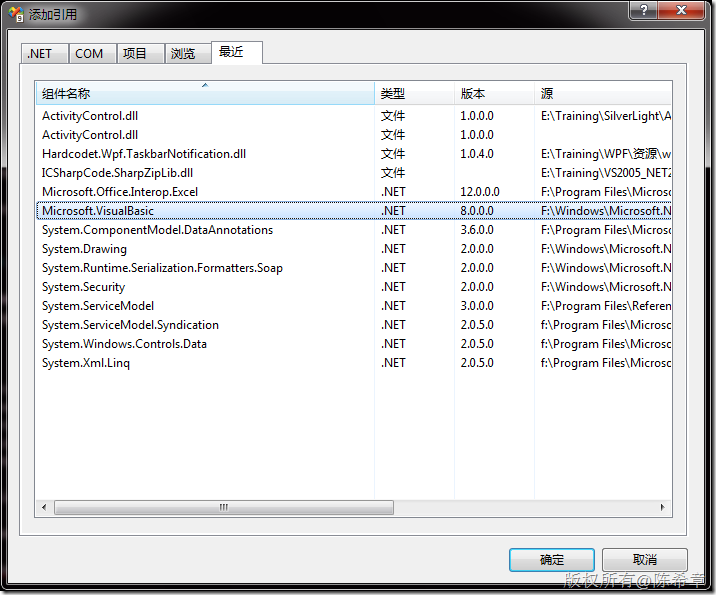 添加引用
.NET COM 项目 浏览 最近
组件名称 类型 版本 源
ActivityControl.dll 文件 1.0.0.0 E:\Training\SilverLight\A
ActivityControl.dll 文件 1.0.0.0
Hardcodet.Wpf.TaskbarNotification.dll 文件 1.0.4.0 E:\Training\WPF\资源\w
ICSharpCode.SharpZipLib.dll 文件 E:\Training\VS2005_NET2
Microsoft.Office.Interop.Excel .NET 12.0.0.0 F:\Program Files\Microsc
Microsoft.VisualBasic .NET 8.0.0.0 F:\Windows\Microsoft.N
System.ComponentModel.DataAnnotations .NET 3.6.0.0 F:\Program Files\Microsc
System.Drawing .NET 2.0.0.0 F:\Windows\Microsoft.N
System.Runtime.Serialization.Formatters.Soap .NET 2.0.0.0 F:\Windows\Microsoft.N
System.Security .NET 2.0.0.0 F:\Windows\Microsoft.N
System.ServiceModel .NET 3.0.0.0 F:\Program Files\Referen
System.ServiceModel.Syndication .NET 2.0.5.0 f:\Program Files\Microsc
System.Windows.Controls.Data .NET 2.0.5.0 f:\Program Files\Microsc
System.Xml.Linq .NET 2.0.5.0 f:\Program Files\Microsc
确定 取消
版权所有@陈希章